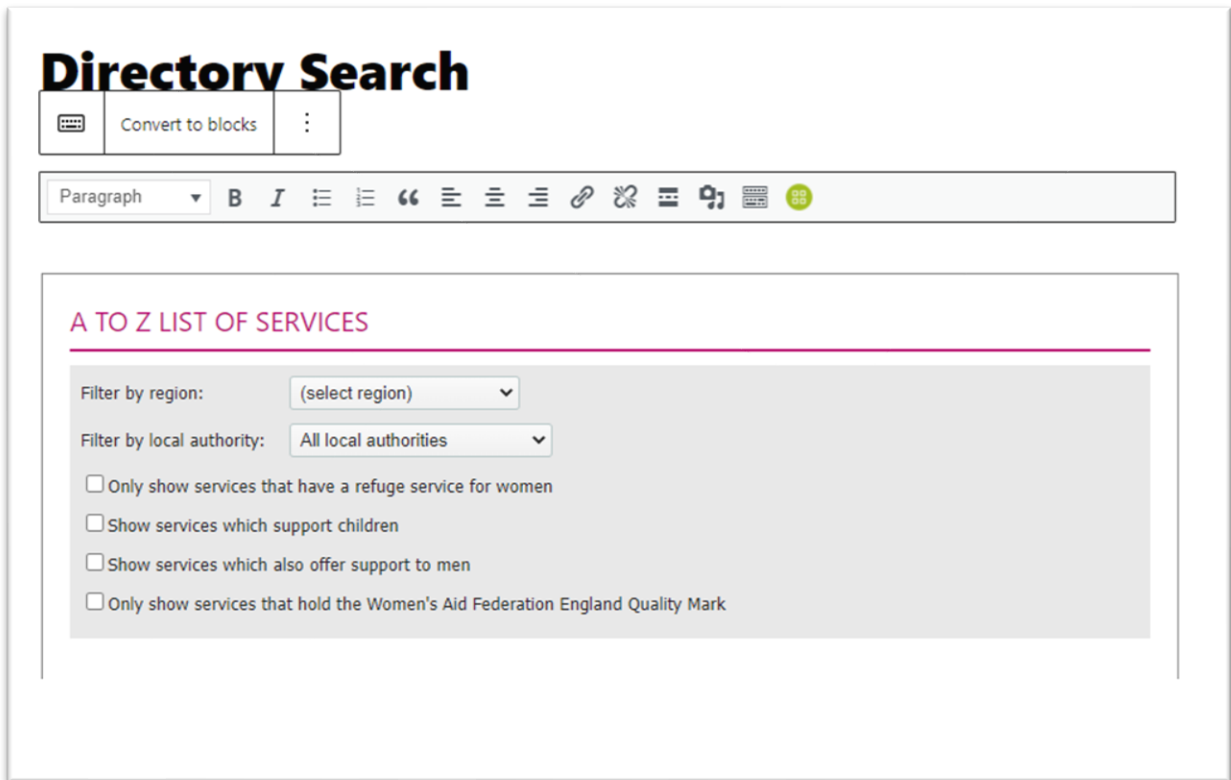 Directory Search
Convert to blocks
Paragraph
A TO Z LIST OF SERVICES
Filter by region: (select region)
Filter by local authority: All local authorities
Only show services that have a refuge service for women
Show services which support children
Show services which also offer support to men
Only show services that hold the Women's Aid Federation England Quality Mark